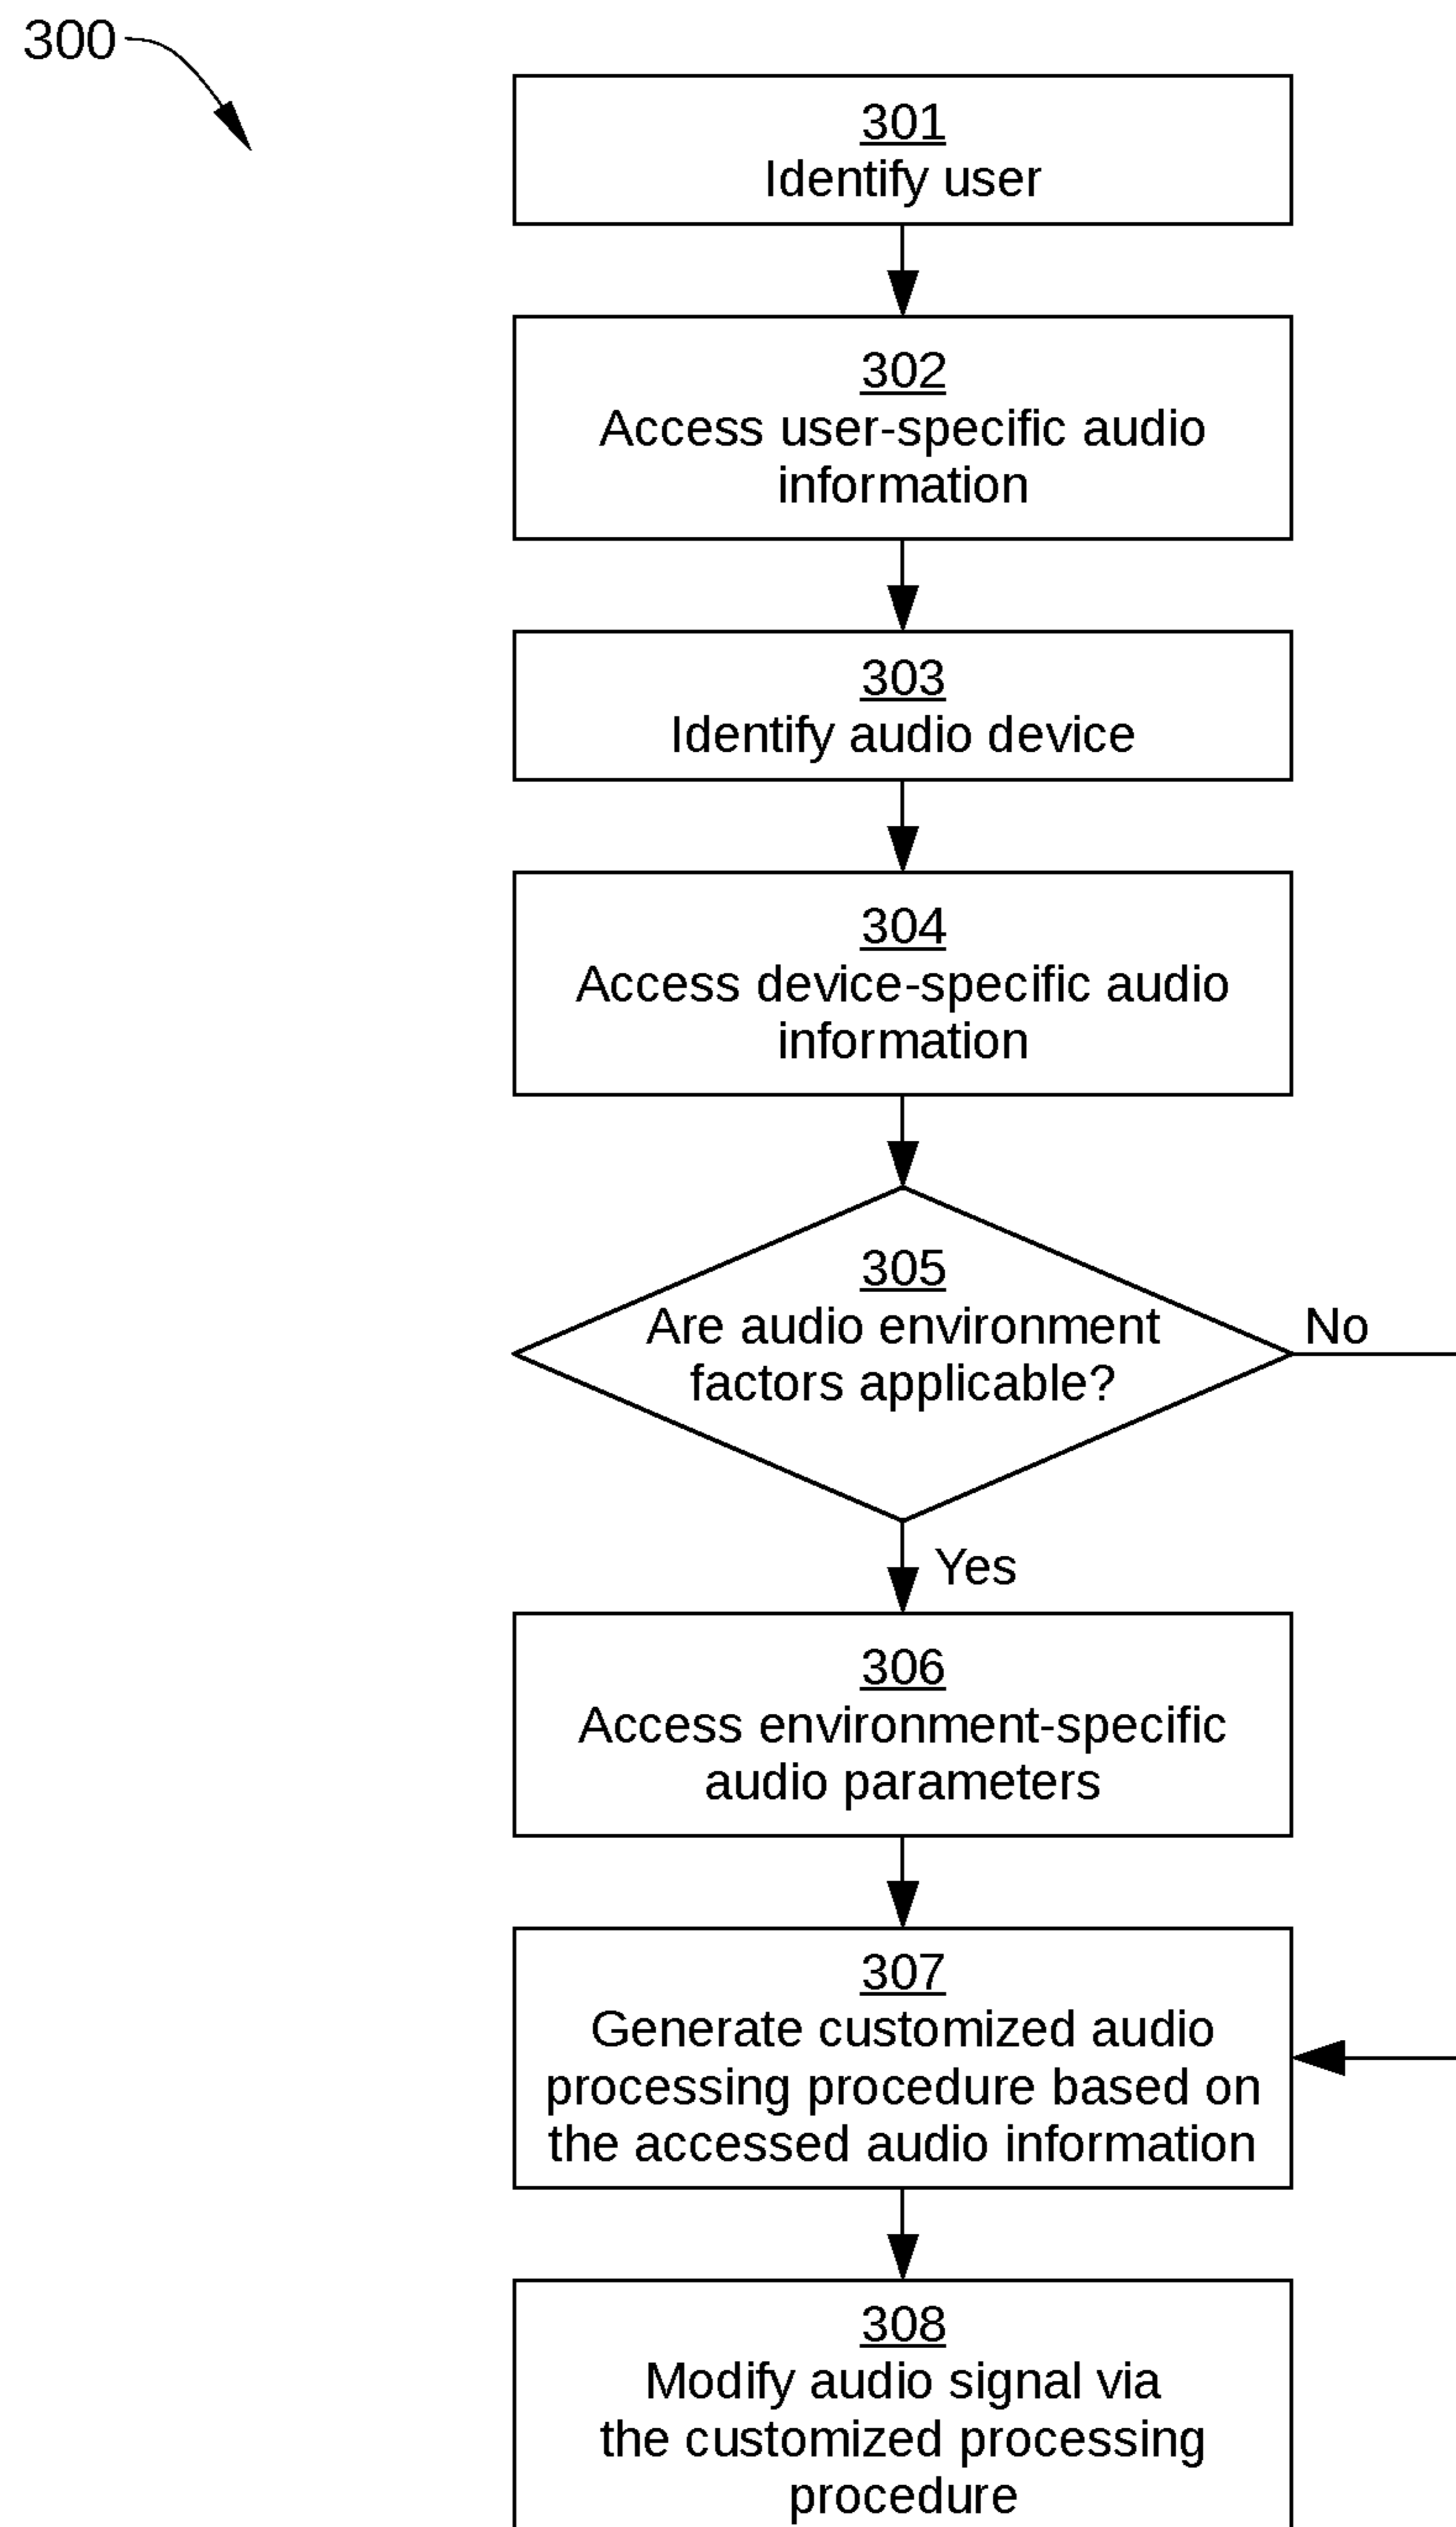 300
301
Identify user
302
Access user-specific audio
information
303
Identify audio device
304
Access device-specific audio
information
305
Are audio environment
factors applicable?
No
Yes
306
Access environment-specific
audio parameters
307
Generate customized audio
processing procedure based on
the accessed audio information
308
Modify audio signal via
the customized processing
procedure